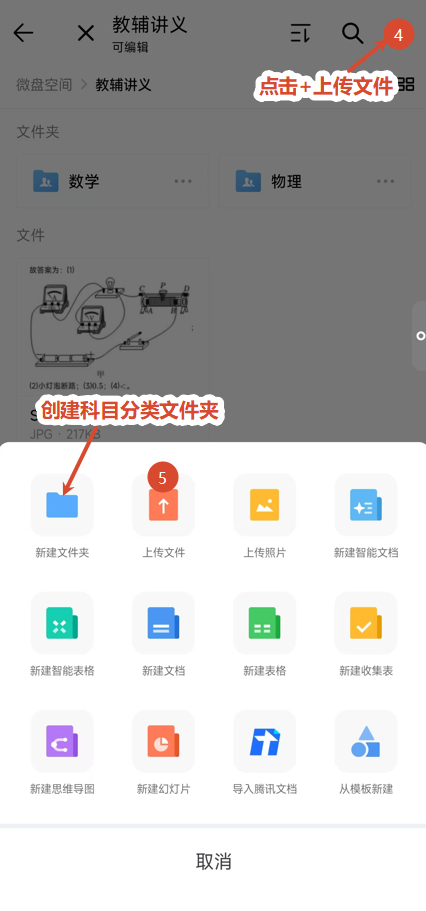 教辅讲义
可编辑
4
点击+上传文件
微盘空间 > 教辅讲义
文件夹
数学
物理
文件
故答案为：(1)
C P D
A B
V
甲
(2)小灯泡断路；(3)0.5；(4)<。
创建科目分类文件夹
JPG · 217KB
5
新建文件夹
上传文件
上传照片
新建智能文档
新建智能表格
新建文档
新建表格
新建收集表
新建思维导图
新建幻灯片
导入腾讯文档
从模板新建
取消